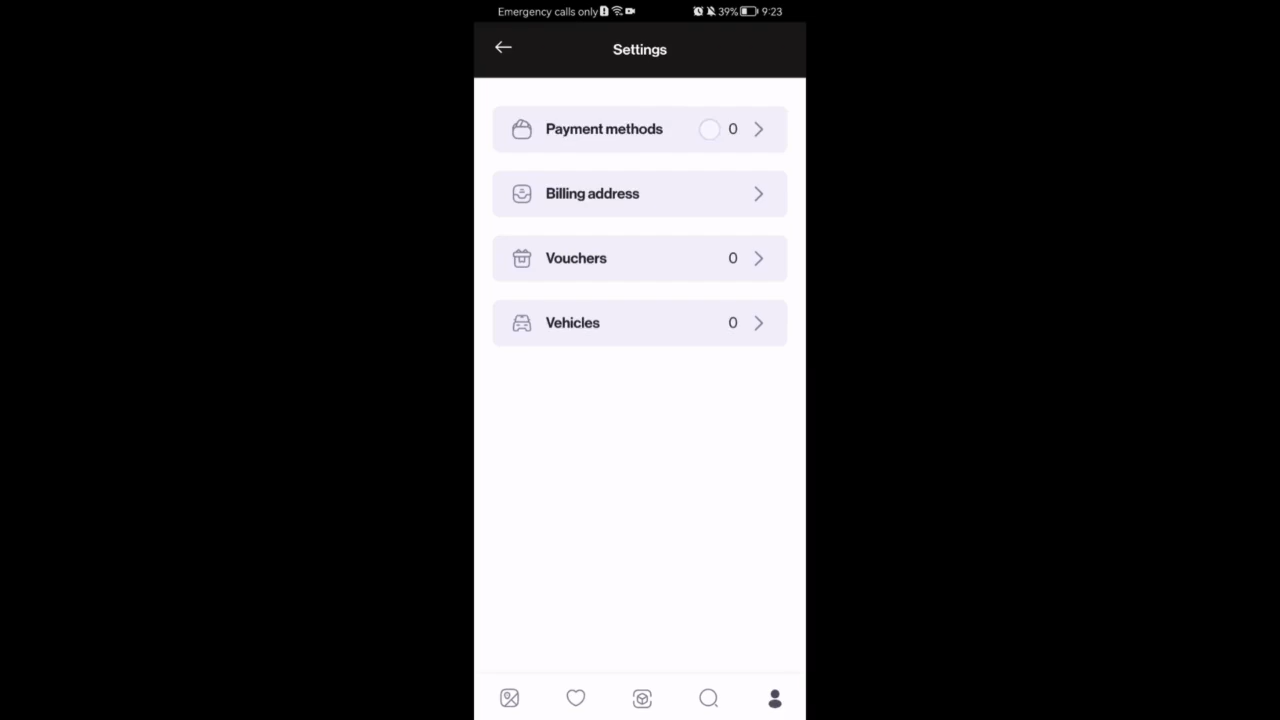 Emergency calls only 39% 9:23
Settings
Payment methods 0
Billing address
Vouchers 0
Vehicles 0